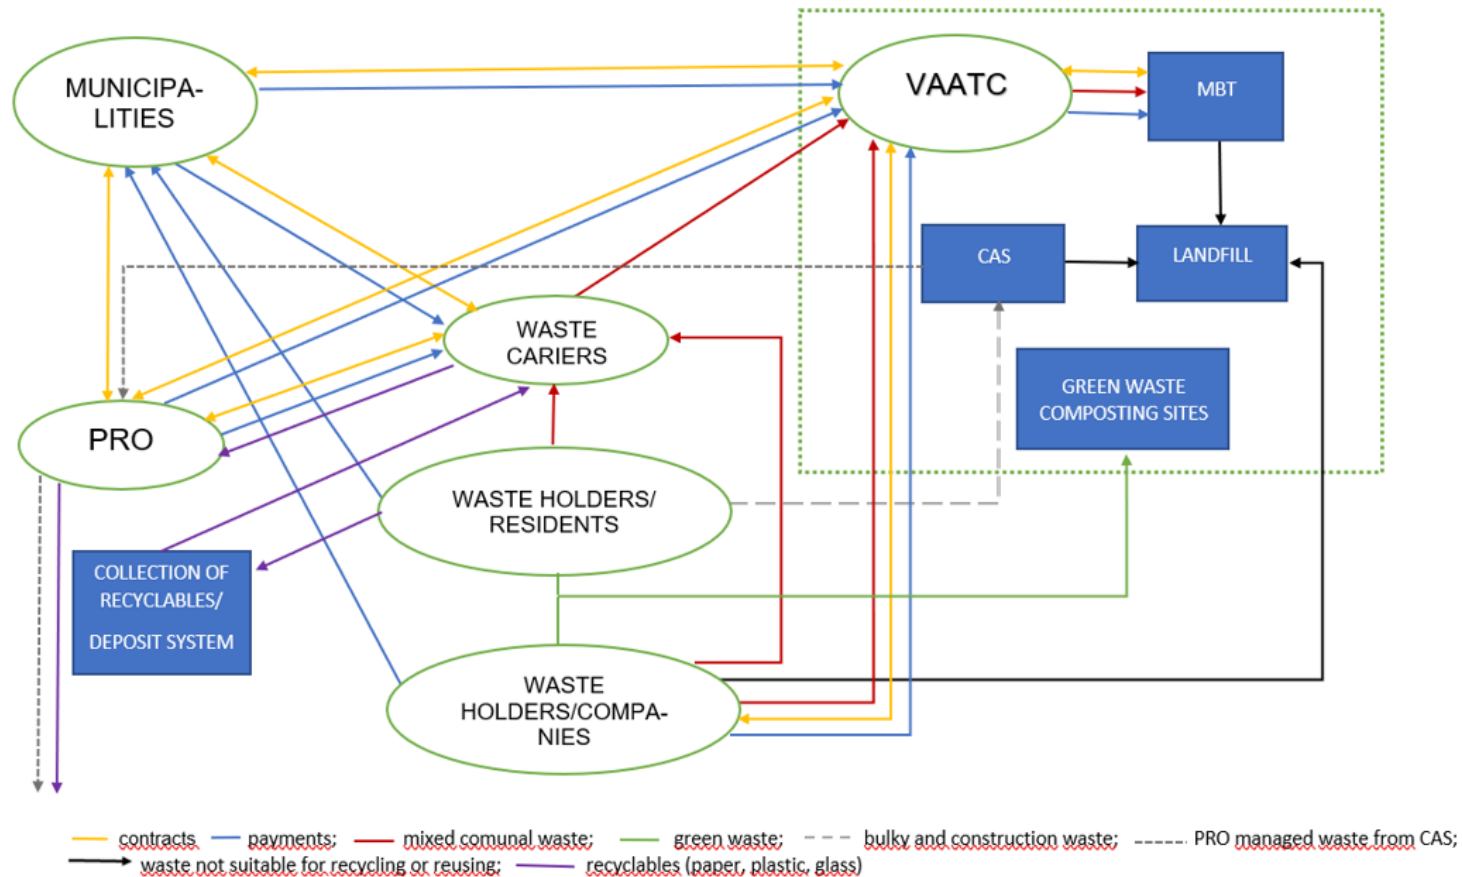 MUNICIPA-
LITIES
VAATC
MBT
CAS
LANDFILL
WASTE
CARIERS
GREEN WASTE
COMPOSTING SITES
PRO
WASTE HOLDERS/
RESIDENTS
COLLECTION OF
RECYCLABLES/
DEPOSIT SYSTEM
WASTE
HOLDERS/COMPA-
NIES
contracts payments; mixed comunal waste; green waste; bulky and construction waste; PRO managed waste from CAS;
waste not suitable for recycling or reusing; recyclables (paper, plastic, glass)